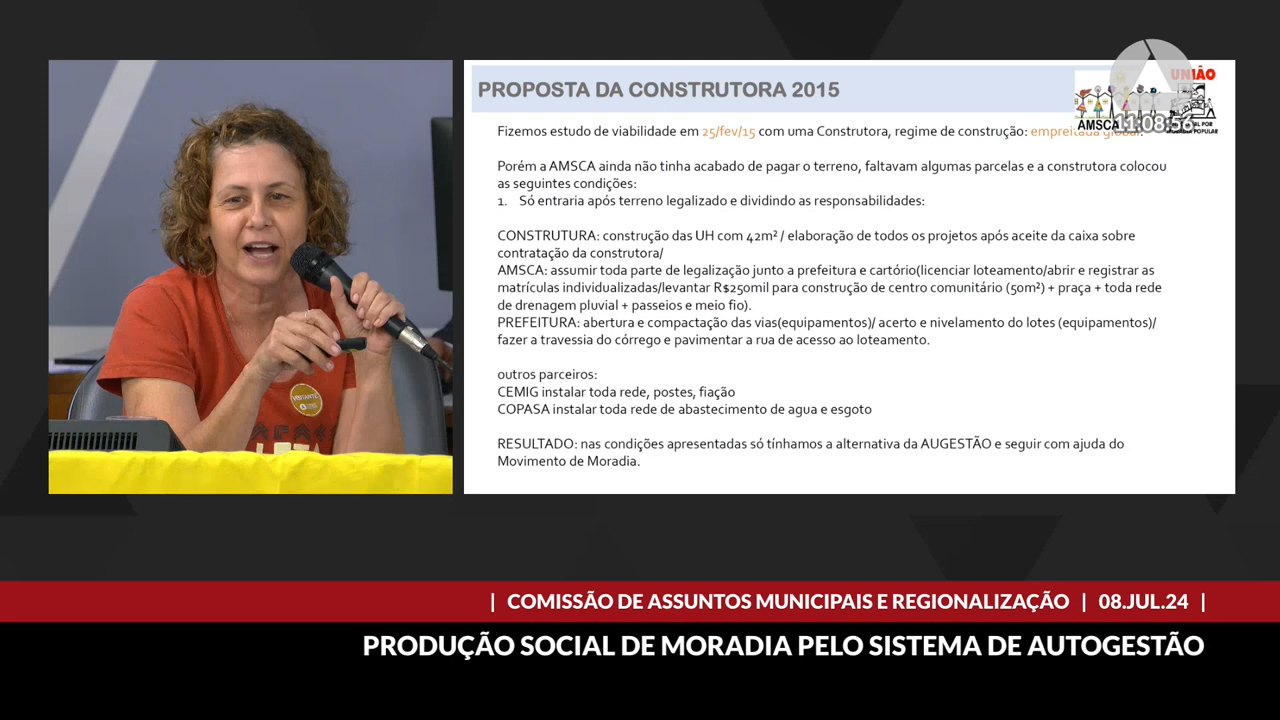 PROPOSTA DA CONSTRUTORA 2015
UNIÃO
AMSCA
11:08:56
MORADIA POPULAR
Fizemos estudo de viabilidade em 25/fev/15 com uma Construtora, regime de construção: empreitada global.
Porém a AMSCA ainda não tinha acabado de pagar o terreno, faltavam algumas parcelas e a construtora colocou
as seguintes condições:
1. Só entraria após terreno legalizado e dividindo as responsabilidades:
CONSTRUTURA: construção das UH com 42m² / elaboração de todos os projetos após aceite da caixa sobre
contratação da construtora/
AMSCA: assumir toda parte de legalização junto a prefeitura e cartório(licenciar loteamento/abrir e registrar as
matrículas individualizadas/levantar R$250mil para construção de centro comunitário (50m²) + praça + toda rede
de drenagem pluvial + passeios e meio fio).
PREFEITURA: abertura e compactação das vias(equipamentos)/ acerto e nivelamento do lotes (equipamentos)/
fazer a travessia do córrego e pavimentar a rua de acesso ao loteamento.
outros parceiros:
CEMIG instalar toda rede, postes, fiação
COPASA instalar toda rede de abastecimento de agua e esgoto
RESULTADO: nas condições apresentadas só tínhamos a alternativa da AUGESTÃO e seguir com ajuda do
Movimento de Moradia.
VISITANTE
| COMISSÃO DE ASSUNTOS MUNICIPAIS E REGIONALIZAÇÃO | 08.JUL.24 |
PRODUÇÃO SOCIAL DE MORADIA PELO SISTEMA DE AUTOGESTÃO